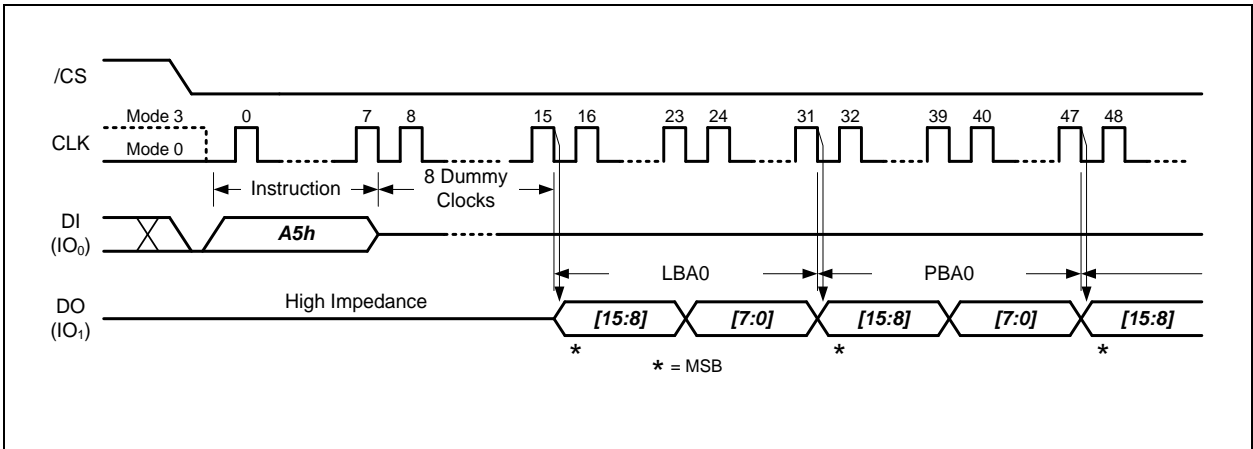 /CS
Mode 3 0 7 8 15 16 23 24 31 32 39 40 47 48
CLK
Mode 0
Instruction 8 Dummy
Clocks
DI
(IO₀)
A5h
LBA0 PBA0
DO
(IO₁)
High Impedance [15:8] [7:0] [15:8] [7:0] [15:8]
* * *
* = MSB